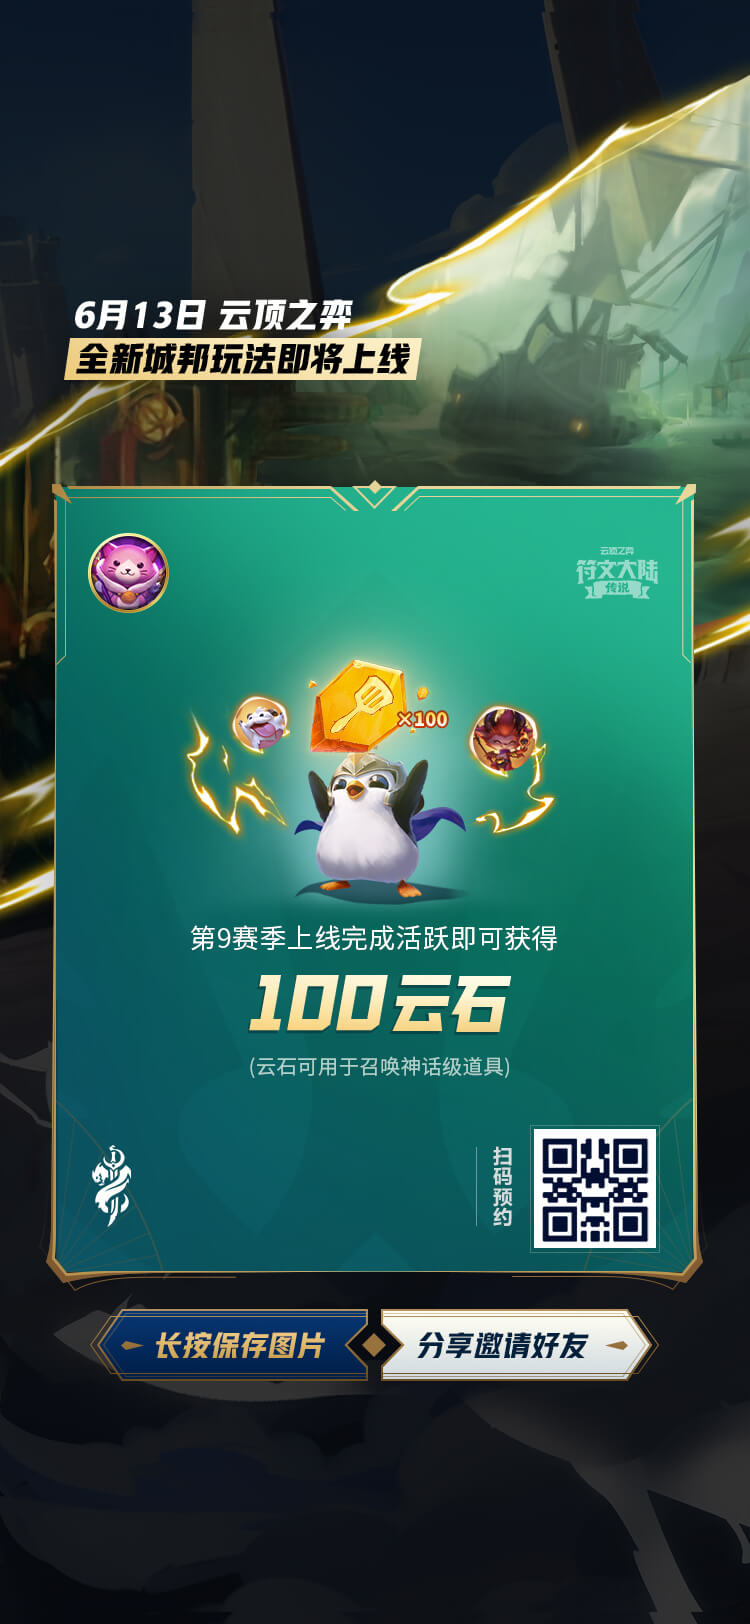 6月13日 云顶之弈
全新城邦玩法即将上线
云顶之弈
符文大陆
传说
×100
第9赛季上线完成活跃即可获得
100云石
(云石可用于召唤神话级道具)
扫码预约
长按保存图片
分享邀请好友